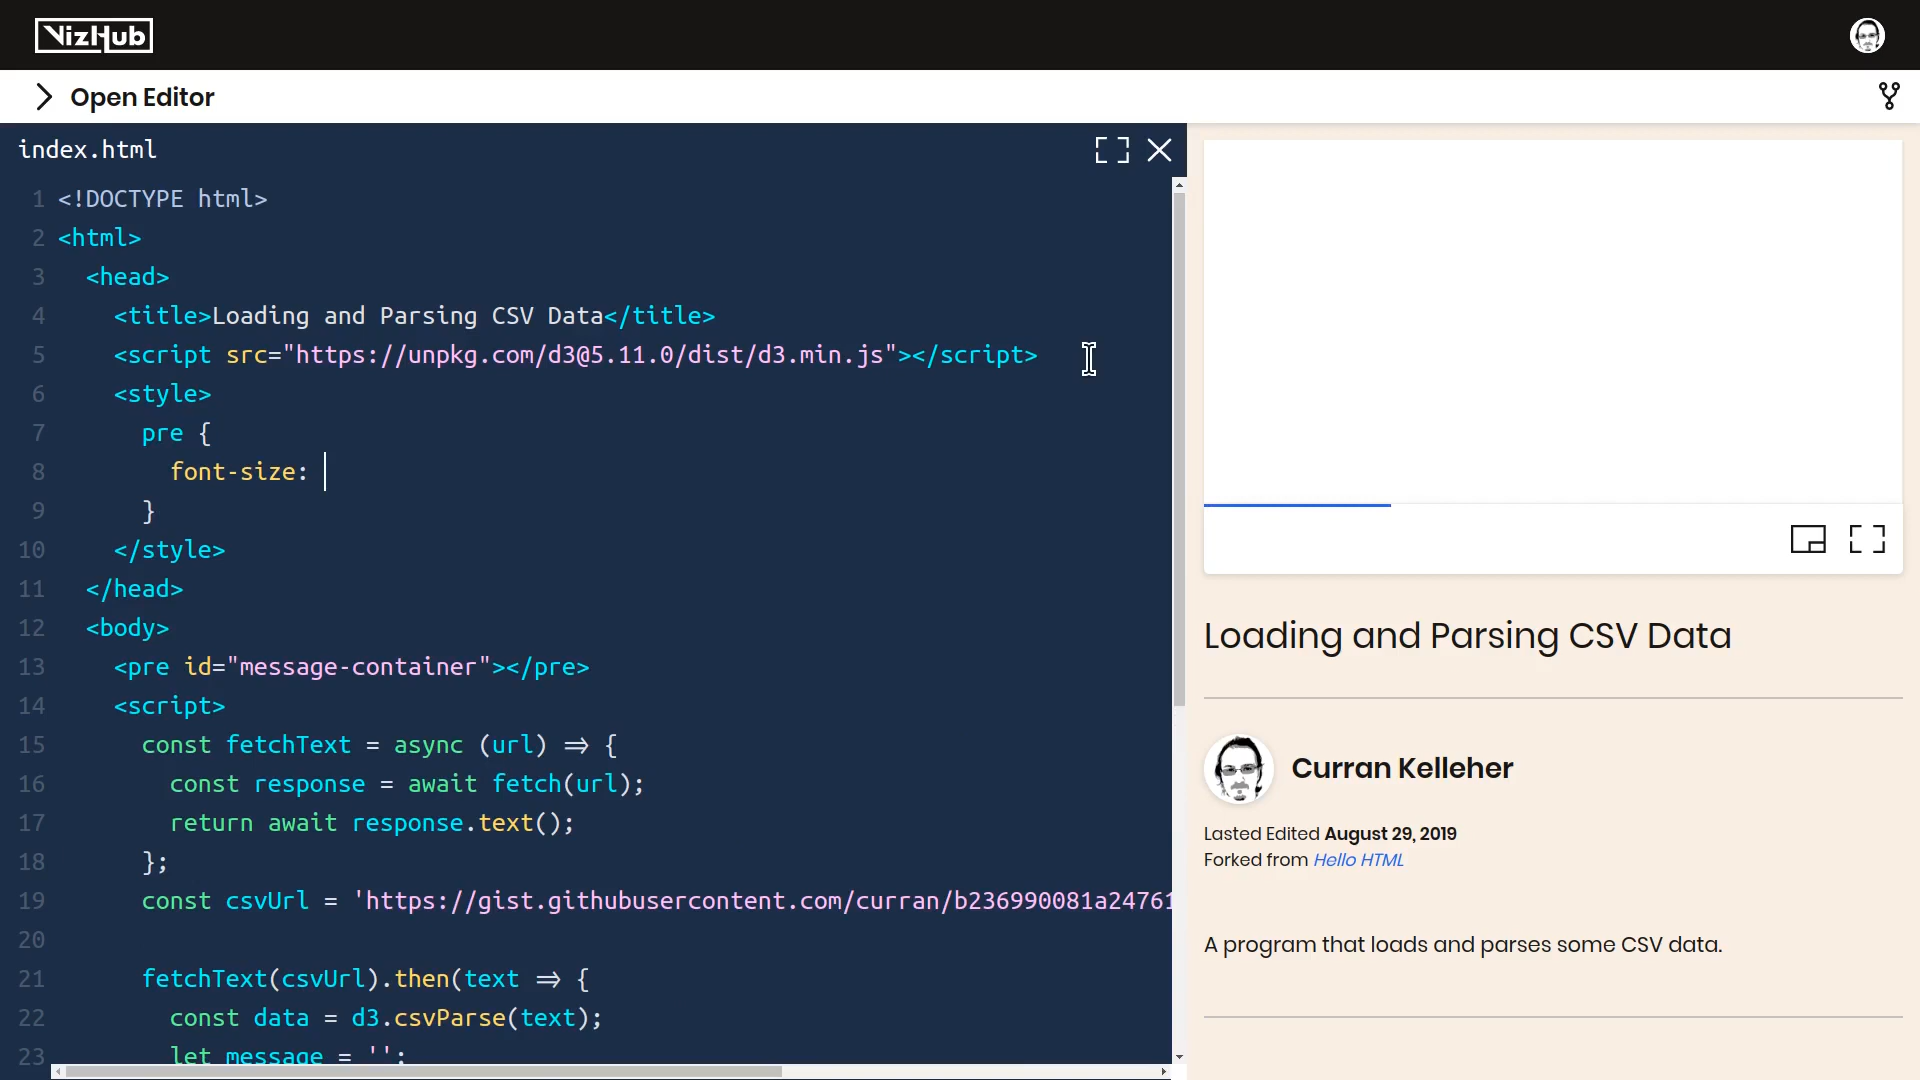 VizHub
Open Editor
index.html
1 <!DOCTYPE html>
2 <html>
3 <head>
4 <title>Loading and Parsing CSV Data</title>
5 <script src="https://unpkg.com/d3@5.11.0/dist/d3.min.js"></script>
6 <style>
7 pre {
8 font-size:
9 }
10 </style>
11 </head>
12 <body>
13 <pre id="message-container"></pre>
14 <script>
15 const fetchText = async (url) => {
16 const response = await fetch(url);
17 return await response.text();
18 };
19 const csvUrl = 'https://gist.githubusercontent.com/curran/b236990081a24761
20
21 fetchText(csvUrl).then(text => {
22 const data = d3.csvParse(text);
23 let message = '';
Loading and Parsing CSV Data
Curran Kelleher
Lasted Edited August 29, 2019
Forked from Hello HTML
A program that loads and parses some CSV data.